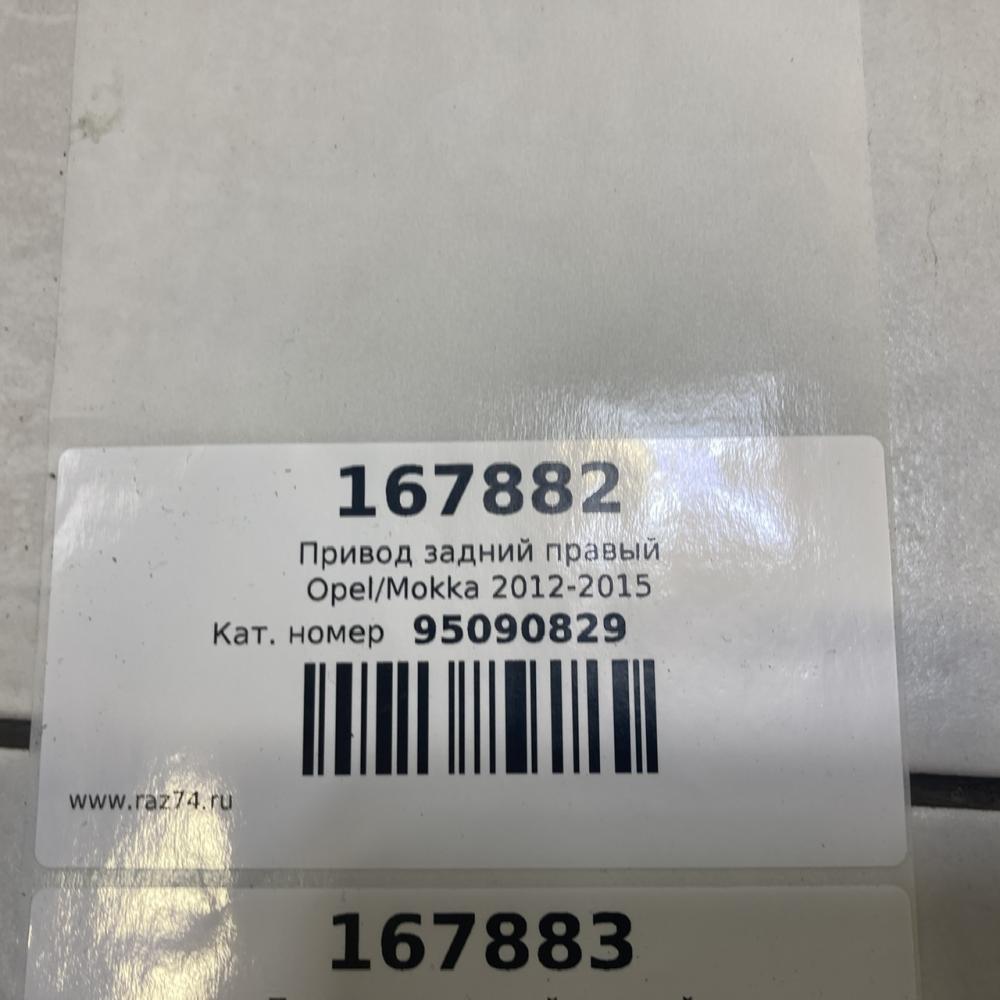 167882
Привод задний правый
Opel/Mokka 2012-2015
Кат. номер 95090829
www.raz74.ru
167883